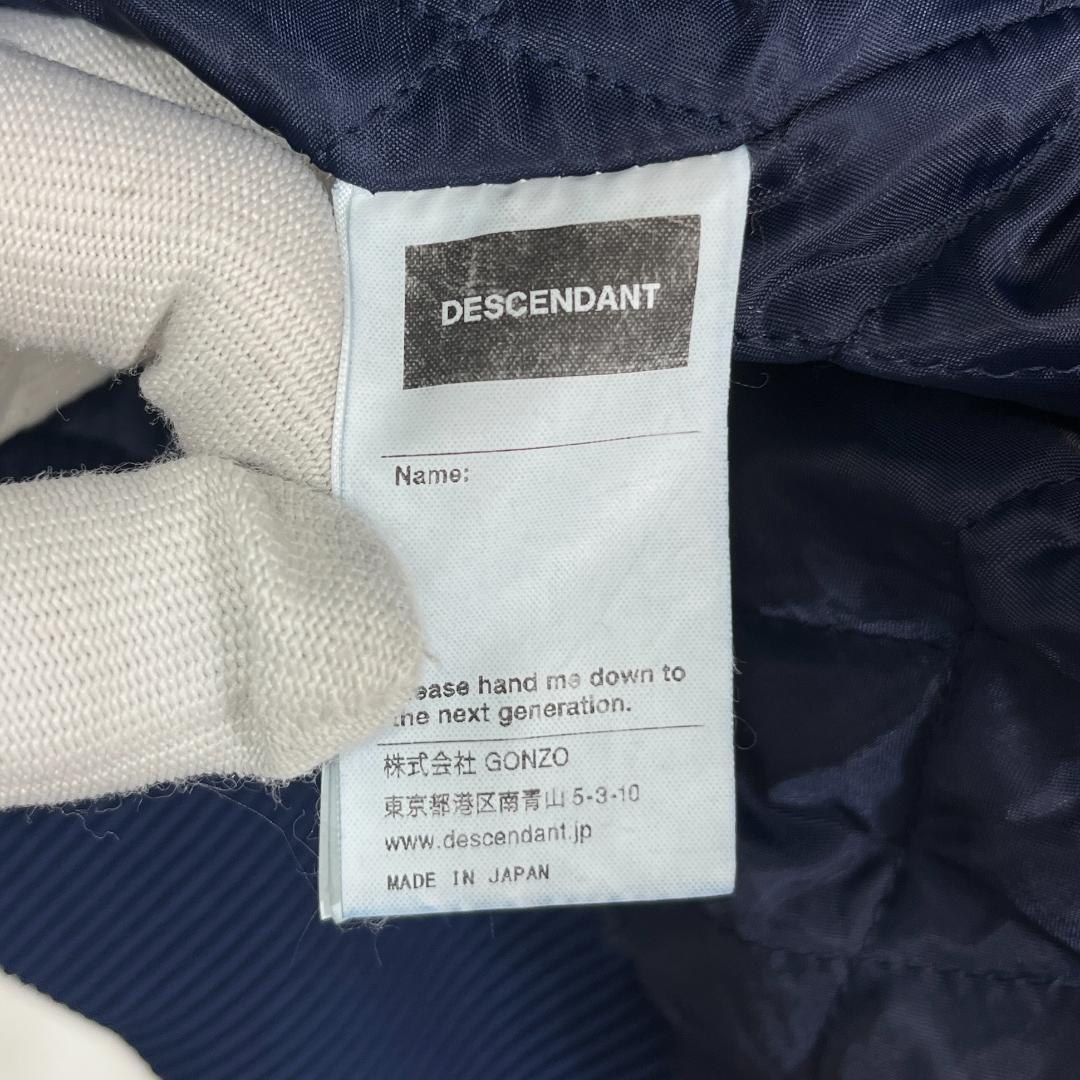 DESCENDANT
Name:
ease hand me down to
the next generation.
株式会社 GONZO
東京都港区南青山 5-3-10
www.descendant.jp
MADE IN JAPAN